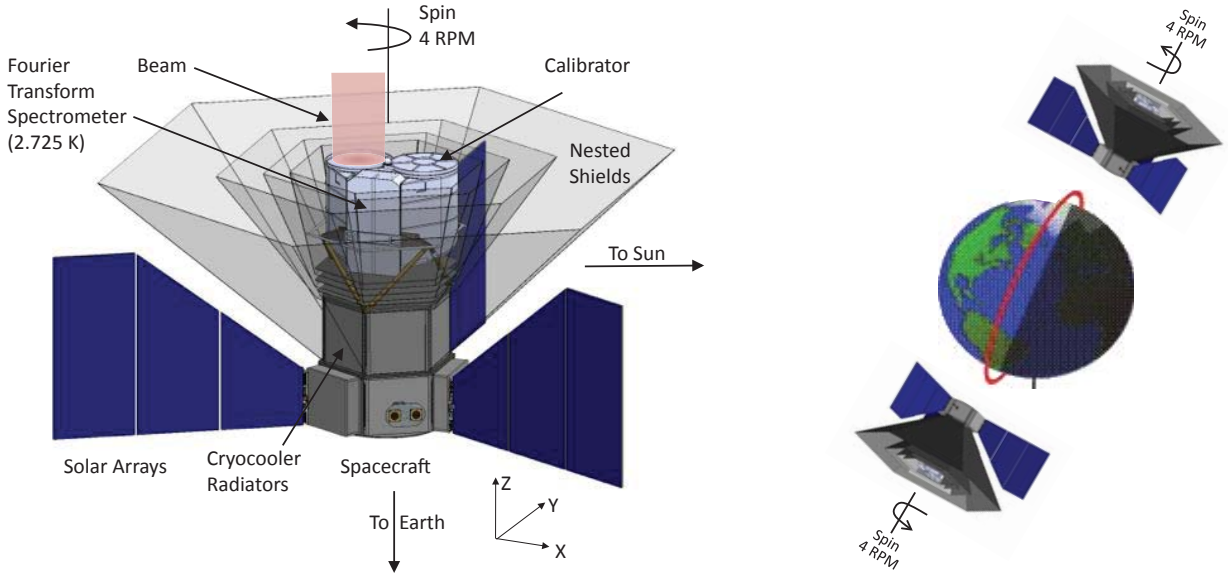 Spin
4 RPM
Fourier
Transform
Spectrometer
(2.725 K)
Beam
Calibrator
Nested
Shields
To Sun
Solar Arrays
Cryocooler
Radiators
Spacecraft
To Earth
Z
Y
X
Spin
4 RPM
Spin
4 RPM